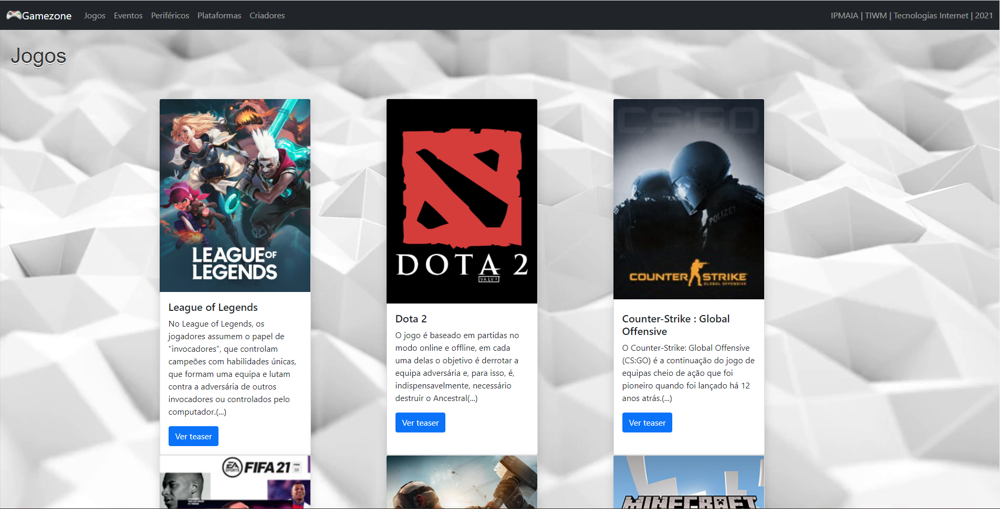 Gamezone Jogos Eventos Periféricos Plataformas Criadores IPMAIA | TIWM | Tecnologias Internet | 2021
Jogos
LEAGUE OF
LEGENDS
League of Legends
No League of Legends, os
jogadores assumem o papel de
"invocadores", que controlam
campeões com habilidades únicas,
que formam uma equipa e lutam
contra a adversária de outros
invocadores ou controlados pelo
computador.(...)
Ver teaser
DOTA 2
VALVE
Dota 2
O jogo é baseado em partidas no
modo online e offline, em cada
uma delas o objetivo é derrotar a
equipa adversária e, para isso, é,
indispensavelmente, necessário
destruir o Ancestral(...)
Ver teaser
CS:GO
POLIZEI
COUNTER STRIKE
GLOBAL OFFENSIVE
Counter-Strike : Global
Offensive
O Counter-Strike: Global Offensive
(CS:GO) é a continuação do jogo de
equipas cheio de ação que foi
pioneiro quando foi lançado há 12
anos atrás.(...)
Ver teaser
EA SPORTS FIFA 21
MINECRAFT